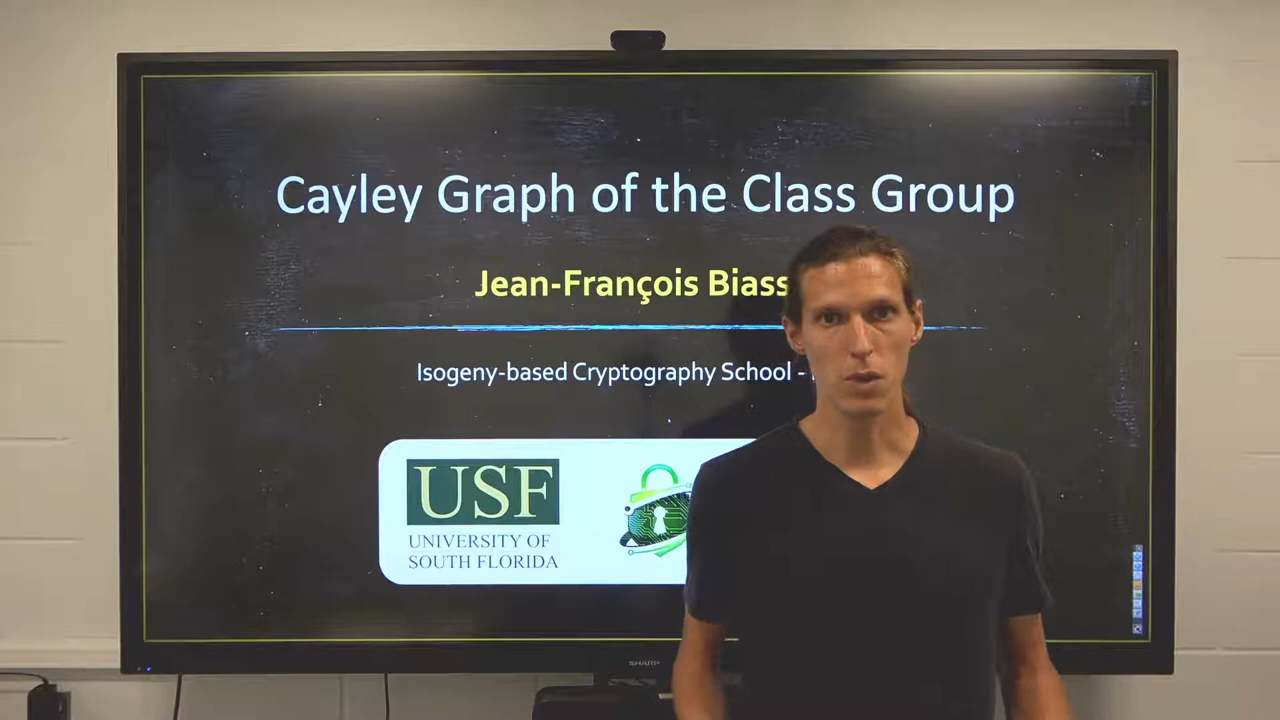 Cayley Graph of the Class Group
Jean-François Biass
Isogeny-based Cryptography School -
USF
UNIVERSITY OF
SOUTH FLORIDA
SHARP